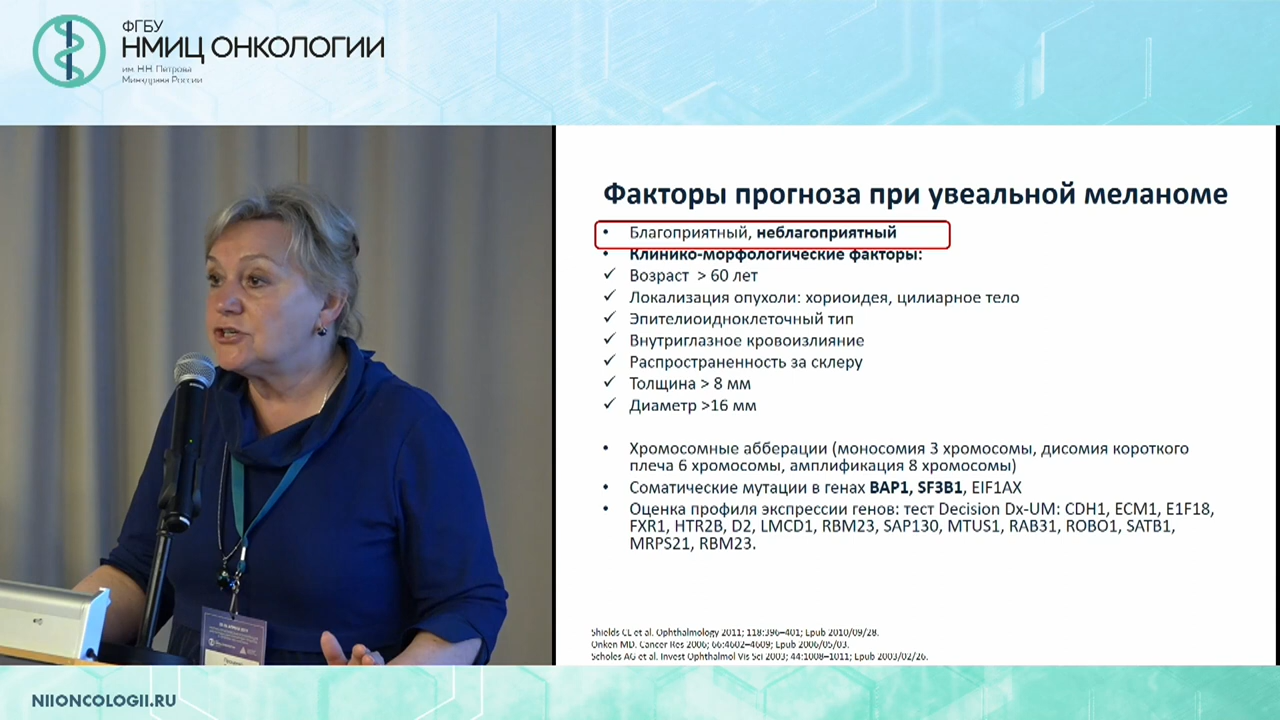 ФГБУ
НМИЦ ОНКОЛОГИИ
им. Н.Н. Петрова
Минздрава России
Факторы прогноза при увеальной меланоме
• Благоприятный, неблагоприятный
• Клинико-морфологические факторы:
✓ Возраст > 60 лет
✓ Локализация опухоли: хориоидея, цилиарное тело
✓ Эпителиоидноклеточный тип
✓ Внутриглазное кровоизлияние
✓ Распространенность за склеру
✓ Толщина > 8 мм
✓ Диаметр >16 мм
• Хромосомные абберации (моносомия 3 хромосомы, дисомия короткого
плеча 6 хромосомы, амплификация 8 хромосомы)
• Соматические мутации в генах BAP1, SF3B1, EIF1AX
• Оценка профиля экспрессии генов: тест Decision Dx-UM: CDH1, ECM1, E1F18,
FXR1, HTR2B, D2, LMCD1, RBM23, SAP130, MTUS1, RAB31, ROBO1, SATB1,
MRPS21, RBM23.
Shields CL et al. Ophthalmology 2011; 118:396–401; Epub 2010/09/28.
Onken MD. Cancer Res 2006; 66:4602–4609; Epub 2006/05/03.
Scholes AG et al. Invest Ophthalmol Vis Sci 2003; 44:1008–1011; Epub 2003/02/26.
NIIONCOLOGII.RU